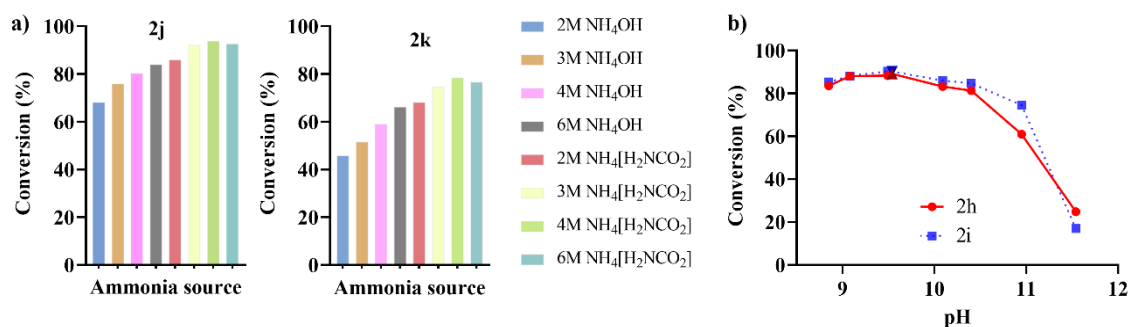 a)
2j
Conversion (%)
100
80
60
40
20
0
Ammonia source
2k
Conversion (%)
100
80
60
40
20
0
Ammonia source
2M NH₄OH
3M NH₄OH
4M NH₄OH
6M NH₄OH
2M NH₄[H₂NCO₂]
3M NH₄[H₂NCO₂]
4M NH₄[H₂NCO₂]
6M NH₄[H₂NCO₂]
b)
Conversion (%)
100
80
60
40
20
0
2h
2i
9 10 11 12
pH